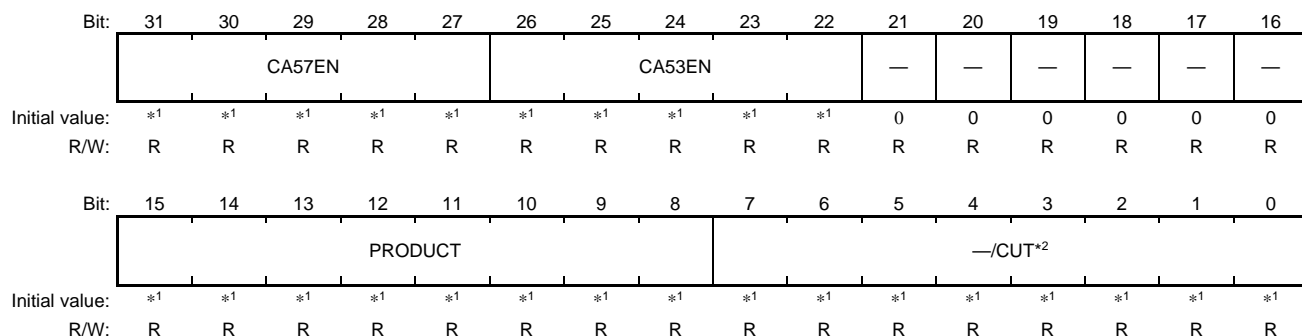 Bit: 31 30 29 28 27 26 25 24 23 22 21 20 19 18 17 16
CA57EN CA53EN — — — — — —
Initial value: *1 *1 *1 *1 *1 *1 *1 *1 *1 *1 0 0 0 0 0 0
R/W: R R R R R R R R R R R R R R R R
Bit: 15 14 13 12 11 10 9 8 7 6 5 4 3 2 1 0
PRODUCT —/CUT*2
Initial value: *1 *1 *1 *1 *1 *1 *1 *1 *1 *1 *1 *1 *1 *1 *1 *1
R/W: R R R R R R R R R R R R R R R R